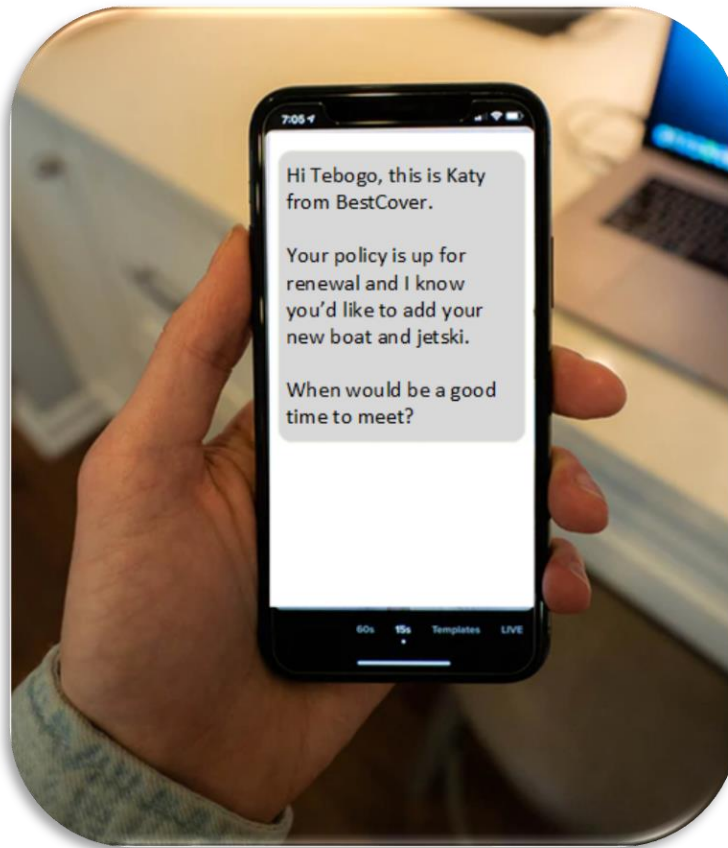 7:05
Hi Tebogo, this is Katy
from BestCover.
Your policy is up for
renewal and I know
you'd like to add your
new boat and jetski.
When would be a good
time to meet?
60s 15s Templates LIVE